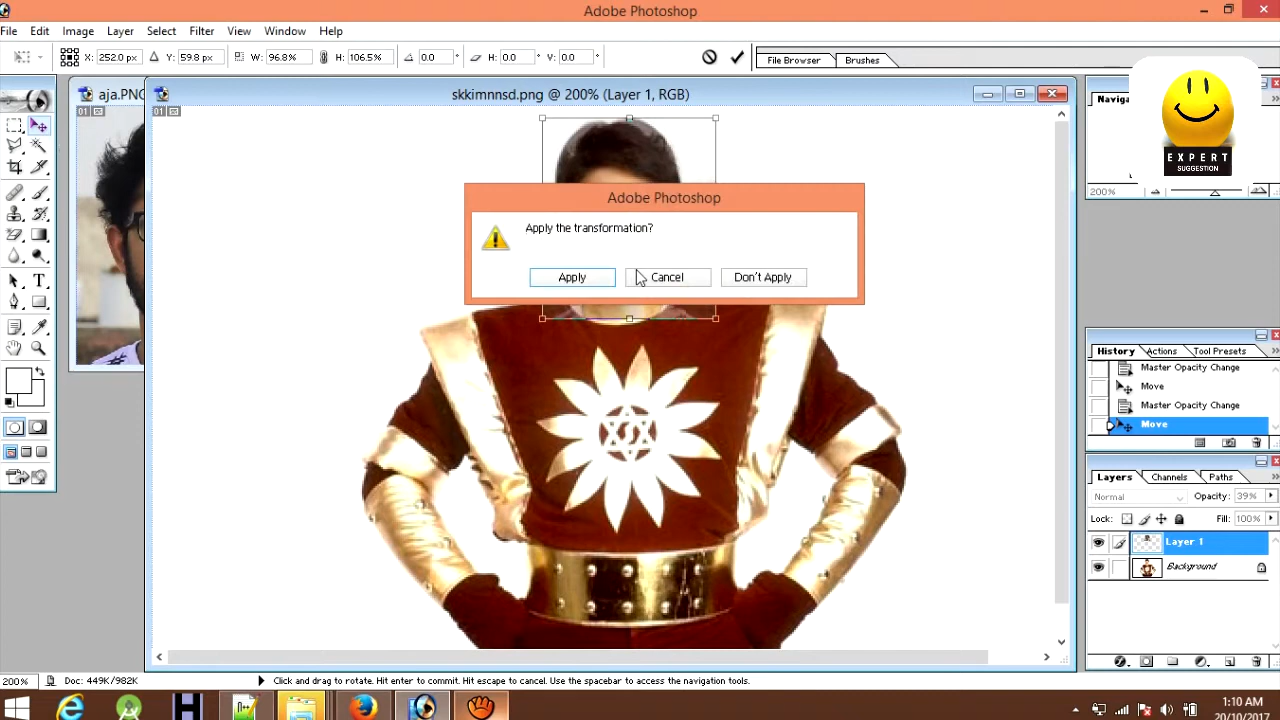 Adobe Photoshop
File Edit Image Layer Select Filter View Window Help
X: 252.0 px Y: 59.8 px W: 96.8% H: 106.5% 0.0 ° H: 0.0 ° V: 0.0 °
File Browser Brushes
aja.PNG
skkimnnsd.png @ 200% (Layer 1, RGB)
01
01
Naviga
EXPERT
SUGGESTION
200%
Adobe Photoshop
Apply the transformation?
Apply Cancel Don't Apply
History Actions Tool Presets
Master Opacity Change
Move
Master Opacity Change
Move
Layers Channels Paths
Normal Opacity: 39%
Lock: Fill: 100%
Layer 1
Background
200% Doc: 449K/982K Click and drag to rotate. Hit enter to commit. Hit escape to cancel. Use the spacebar to access the navigation tools.
1:10 AM
20/10/2017